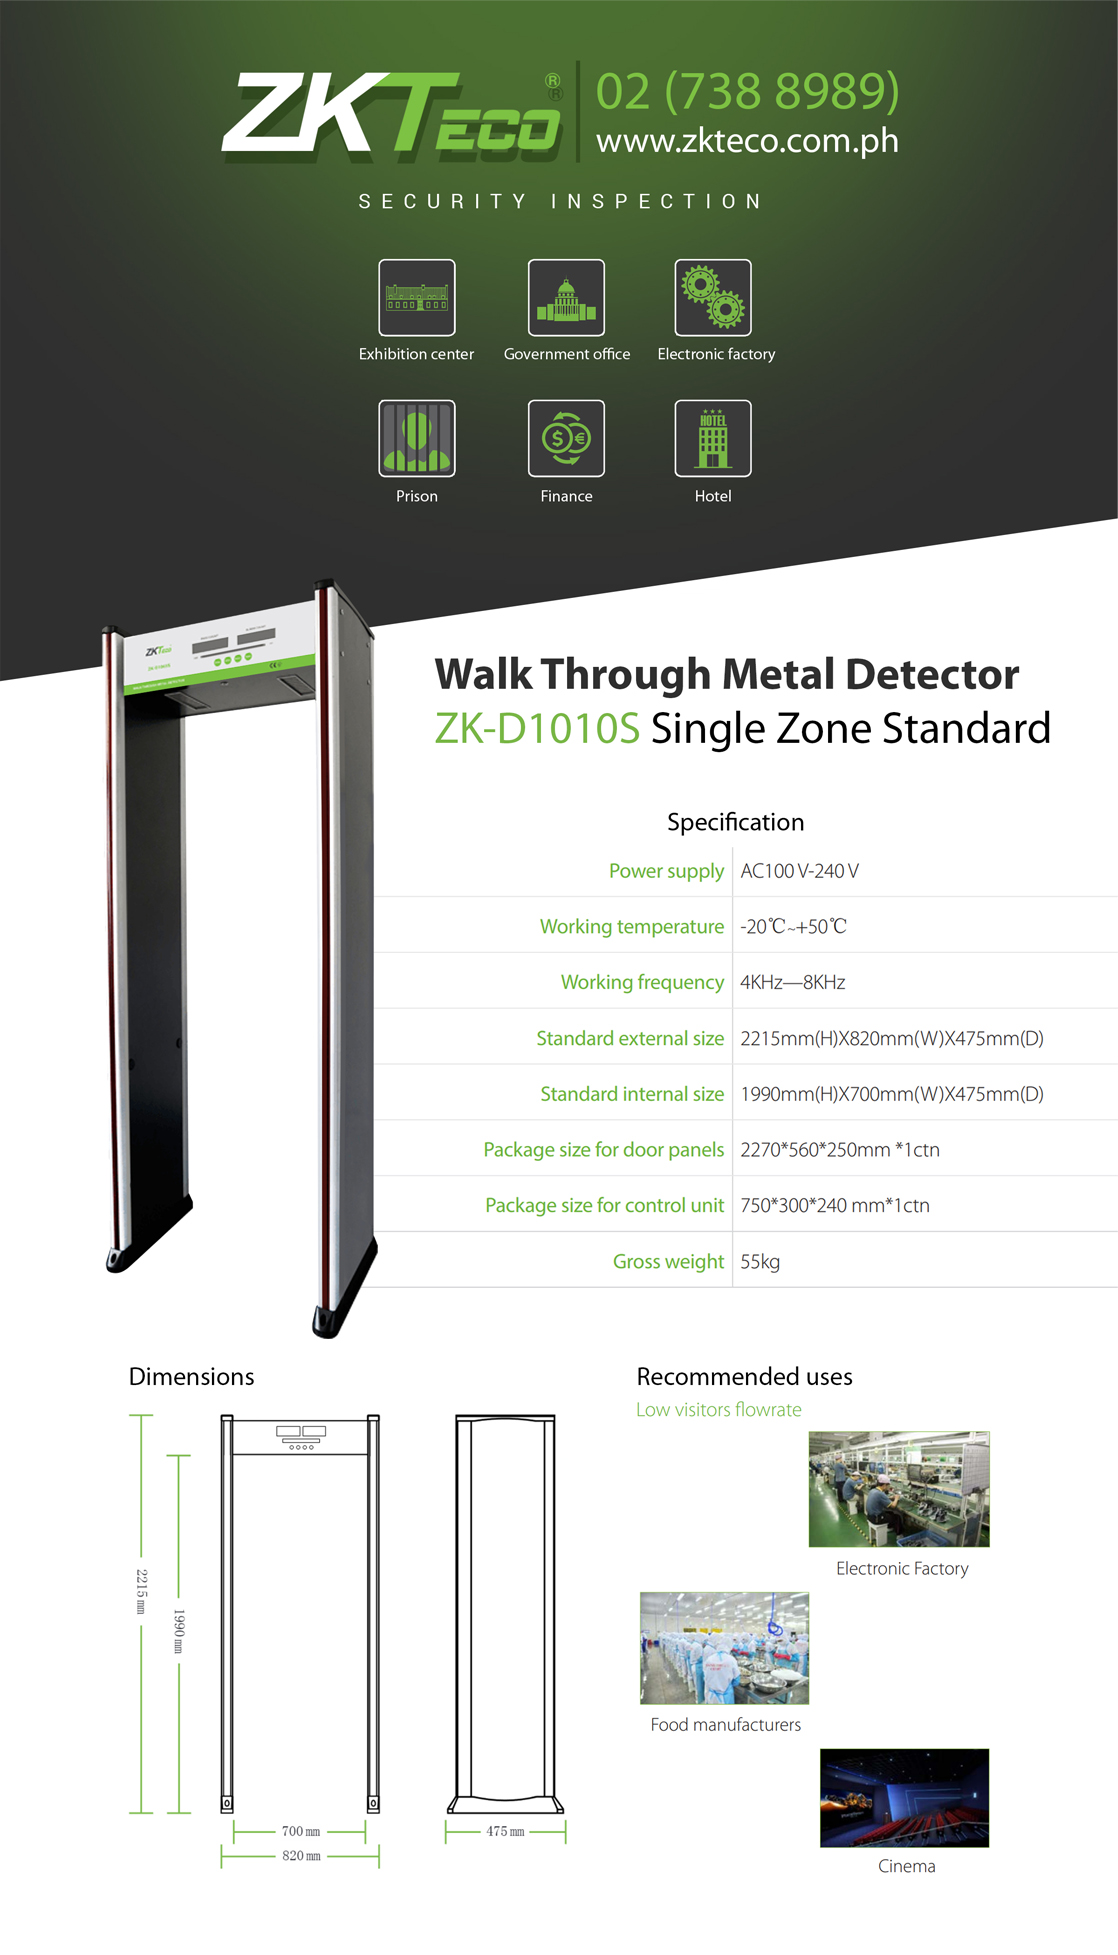 ZKTECO ®
02 (738 8989)
www.zkteco.com.ph
SECURITY INSPECTION
Exhibition center
Government office
Electronic factory
HOTEL
Prison
Finance
Hotel
ZKTECO
WALK THROUGH METAL DETECTOR
Walk Through Metal Detector
ZK-D1010S Single Zone Standard
Specification
Power supply AC100 V-240 V
Working temperature -20℃~+50℃
Working frequency 4KHz—8KHz
Standard external size 2215mm(H)X820mm(W)X475mm(D)
Standard internal size 1990mm(H)X700mm(W)X475mm(D)
Package size for door panels 2270*560*250mm *1ctn
Package size for control unit 750*300*240 mm*1ctn
Gross weight 55kg
Dimensions
2215 mm
1990 mm
700 mm
820 mm
475 mm
Recommended uses
Low visitors flowrate
Electronic Factory
Food manufacturers
Cinema